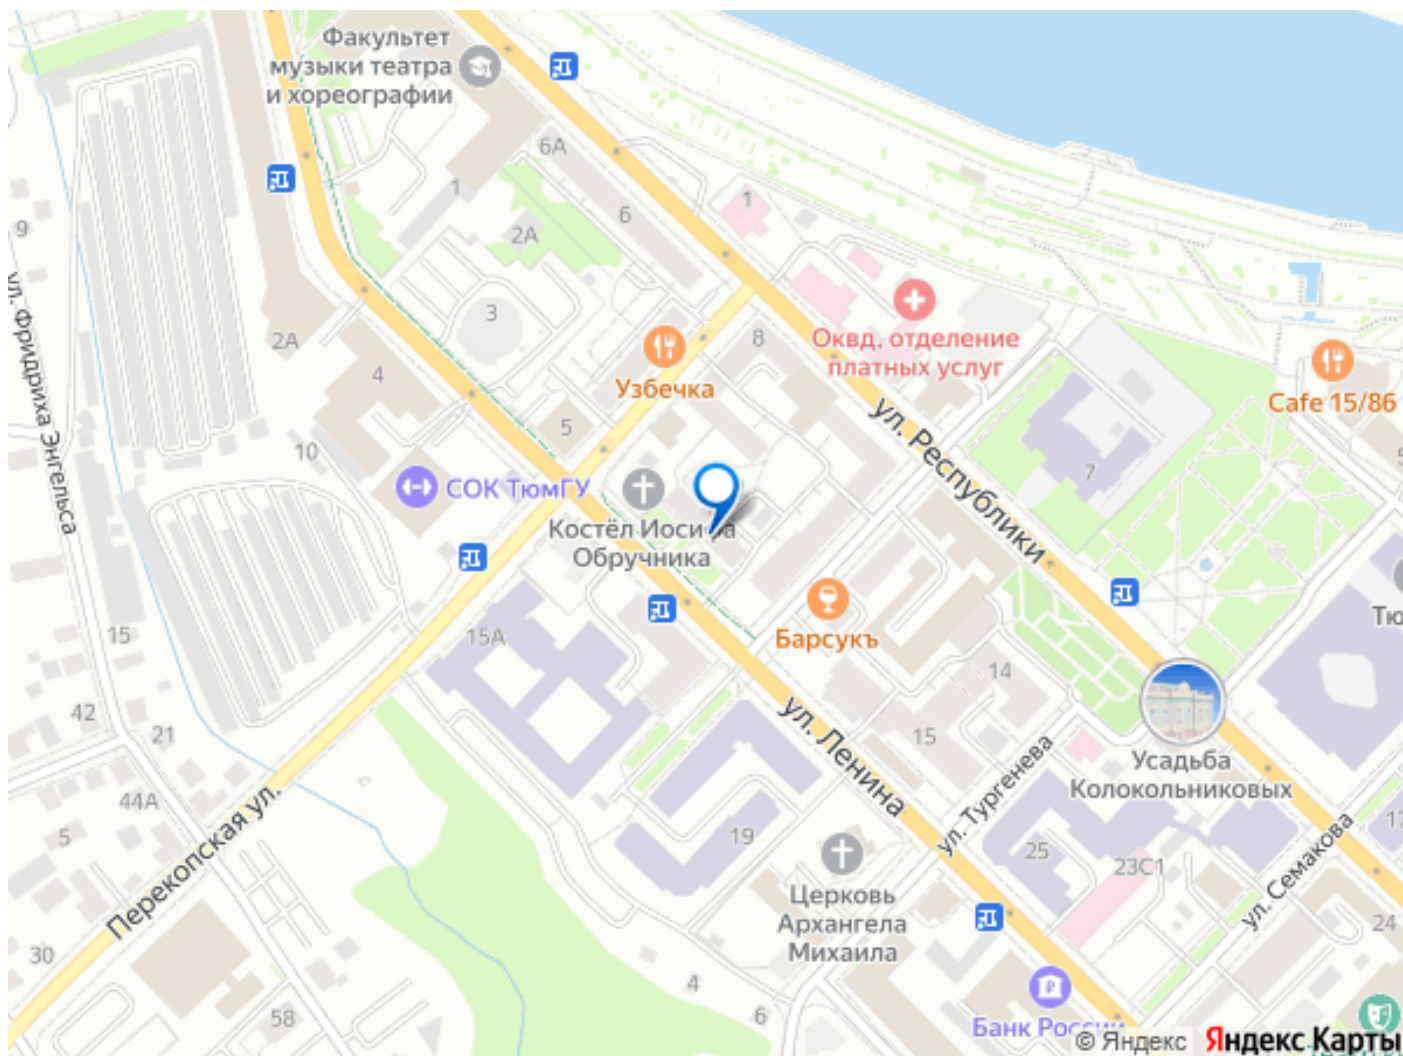 Факультет
музыки театра
и хореографии
6А
1
6
1
2А
9
3
8
2А
4
Оквд, отделение
платных услуг
Узбечка
Cafe 15/86
ул. Фридриха Энгельса
5
10
ул. Республики
7
СОК ТюмГУ
Костёл Иосифа
Обручника
15
15А
Барсукъ
14
42
21
ул. Ленина
15
Усадьба
Колокольниковых
44А
5
Перекопская ул.
19
ул. Тургенева
25
23С1
ул. Семакова
17
Церковь
Архангела
Михаила
24
30
4
6
58
Банк России
© Яндекс
Яндекс Карты